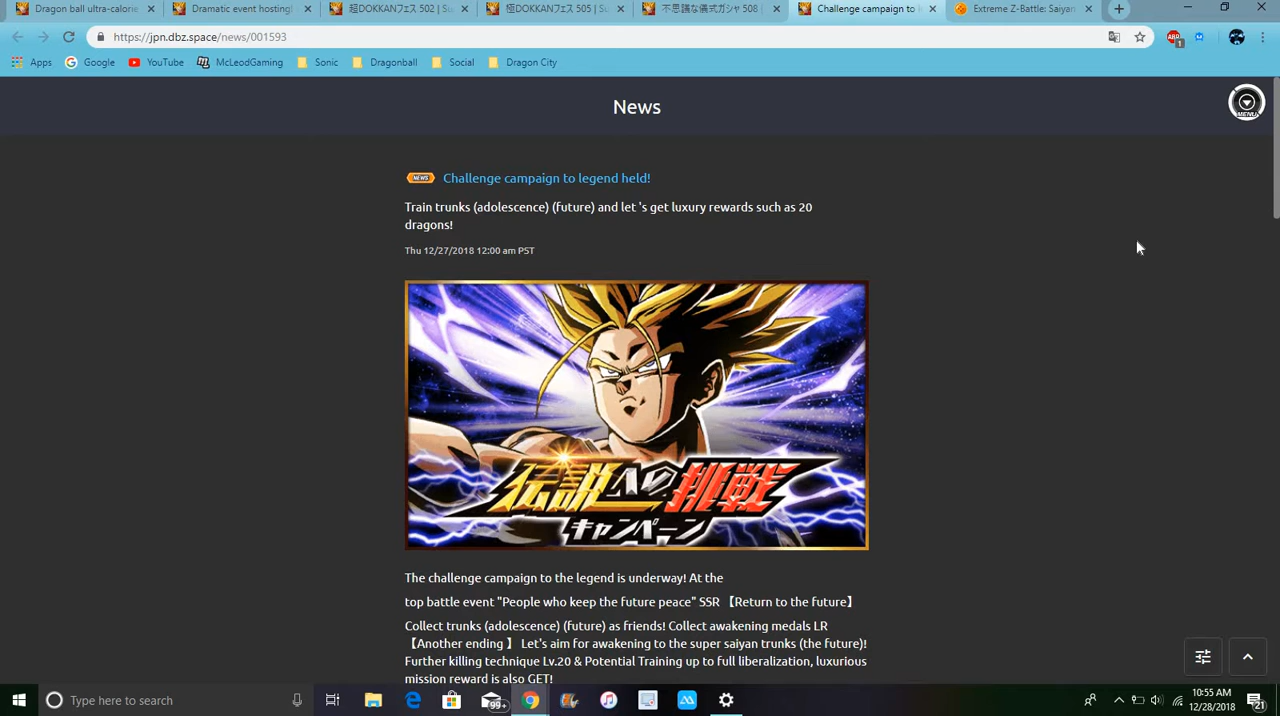 Dragon ball ultra-calorie
Dramatic event hosting!
超DOKKANフェス 502 | Su
極DOKKANフェス 505 | Su
不思議な儀式ガシャ 508 |
Challenge campaign to l
Extreme Z-Battle: Saiyan
https://jpn.dbz.space/news/001593
ABP
1
Apps
Google
YouTube
McLeodGaming
Sonic
Dragonball
Social
Dragon City
News
MENU
NEWS Challenge campaign to legend held!
Train trunks (adolescence) (future) and let 's get luxury rewards such as 20
dragons!
Thu 12/27/2018 12:00 am PST
伝説への挑戦
キャンペーン
The challenge campaign to the legend is underway! At the
top battle event "People who keep the future peace" SSR 【Return to the future】
Collect trunks (adolescence) (future) as friends! Collect awakening medals LR
【Another ending 】 Let's aim for awakening to the super saiyan trunks (the future)!
Further killing technique Lv.20 & Potential Training up to full liberalization, luxurious
mission reward is also GET!
Type here to search
99+
10:55 AM
12/28/2018
21